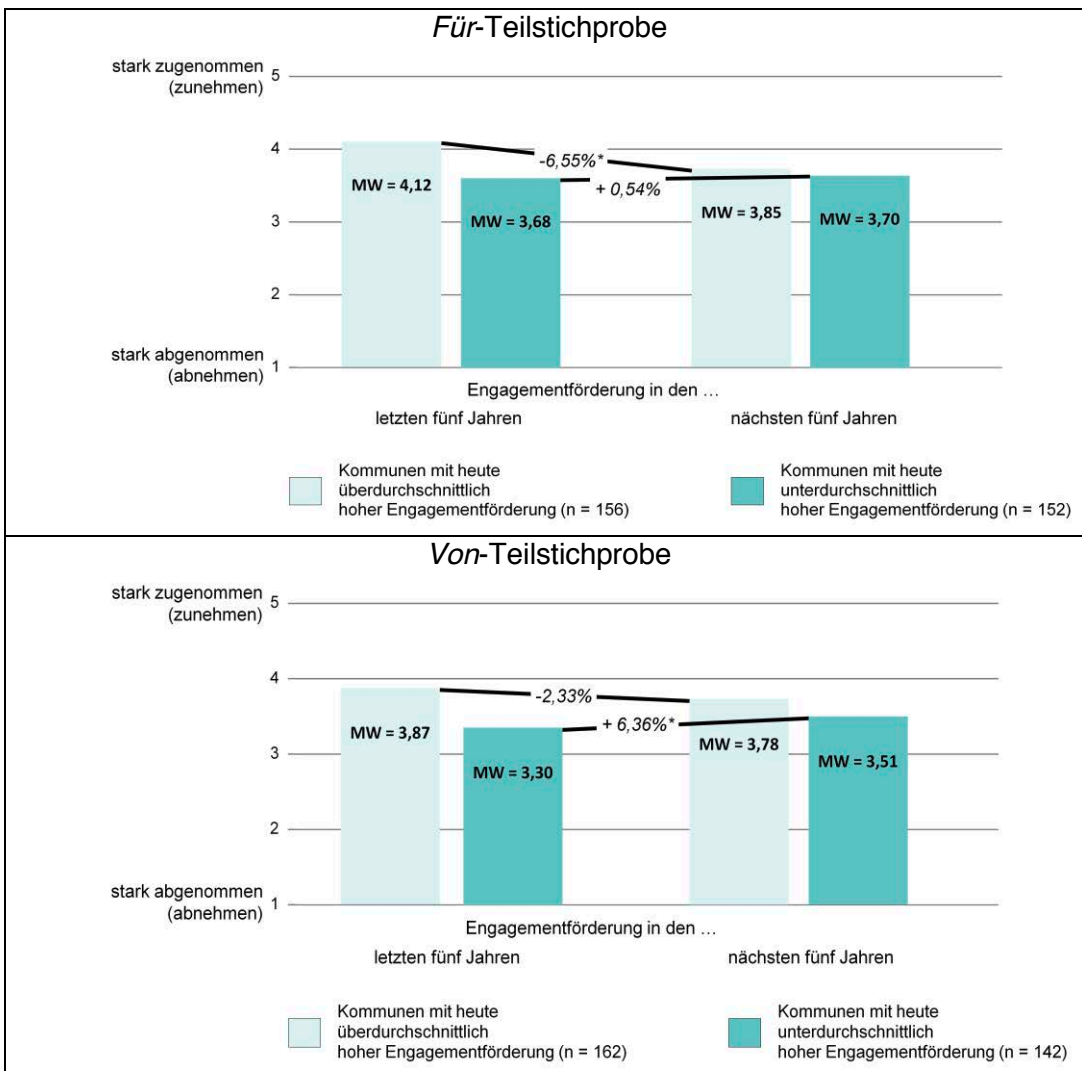 Für-Teilstichprobe
stark zugenommen
(zunehmen)
5
4
3
2
stark abgenommen
(abnehmen)
1
-6,55%*
+ 0,54%
MW = 4,12
MW = 3,68
MW = 3,85
MW = 3,70
Engagementförderung in den …
letzten fünf Jahren
nächsten fünf Jahren
Kommunen mit heute
überdurchschnittlich
hoher Engagementförderung (n = 156)
Kommunen mit heute
unterdurchschnittlich
hoher Engagementförderung (n = 152)
Von-Teilstichprobe
stark zugenommen
(zunehmen)
5
4
3
2
stark abgenommen
(abnehmen)
1
-2,33%
+ 6,36%*
MW = 3,87
MW = 3,30
MW = 3,78
MW = 3,51
Engagementförderung in den …
letzten fünf Jahren
nächsten fünf Jahren
Kommunen mit heute
überdurchschnittlich
hoher Engagementförderung (n = 162)
Kommunen mit heute
unterdurchschnittlich
hoher Engagementförderung (n = 142)